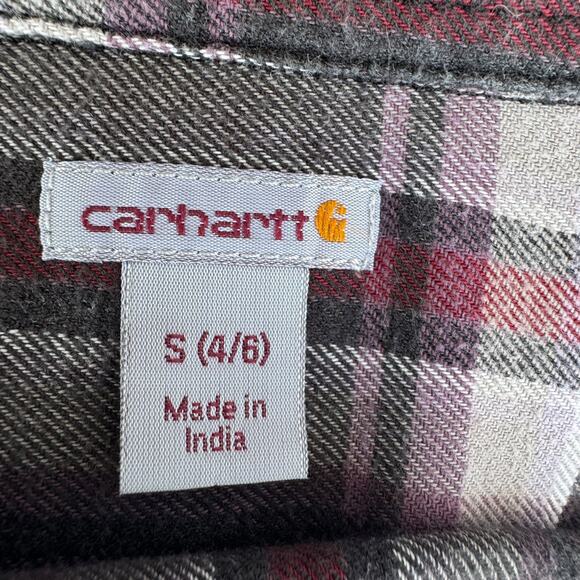 carhartt
S (4/6)
Made in
India